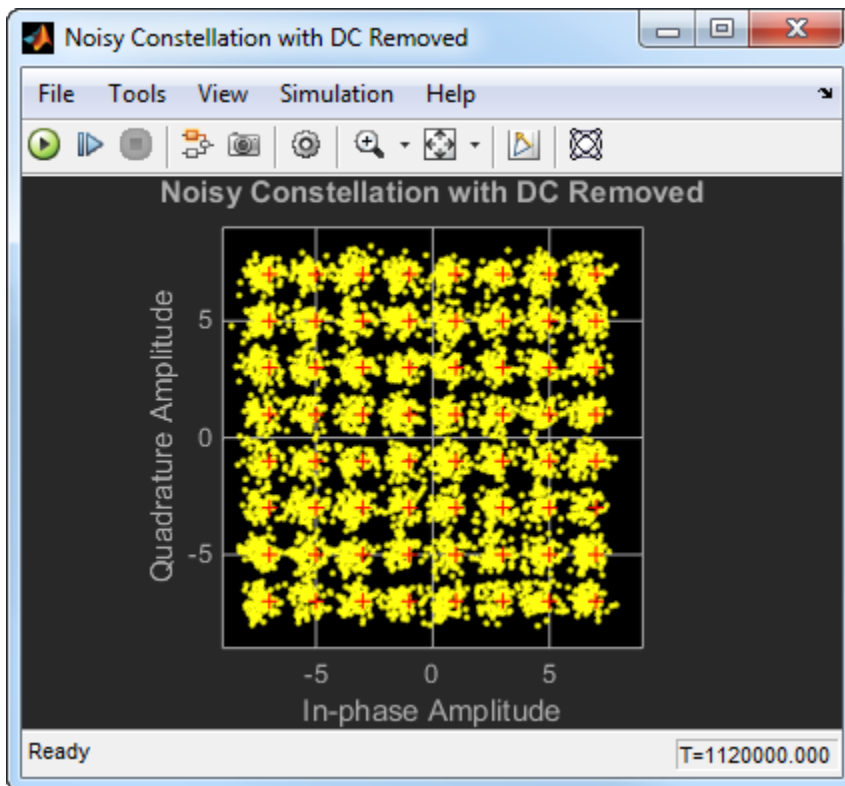 Noisy Constellation with DC Removed
File Tools View Simulation Help
Noisy Constellation with DC Removed
Quadrature Amplitude
5
0
-5
-5 0 5
In-phase Amplitude
Ready T=1120000.000